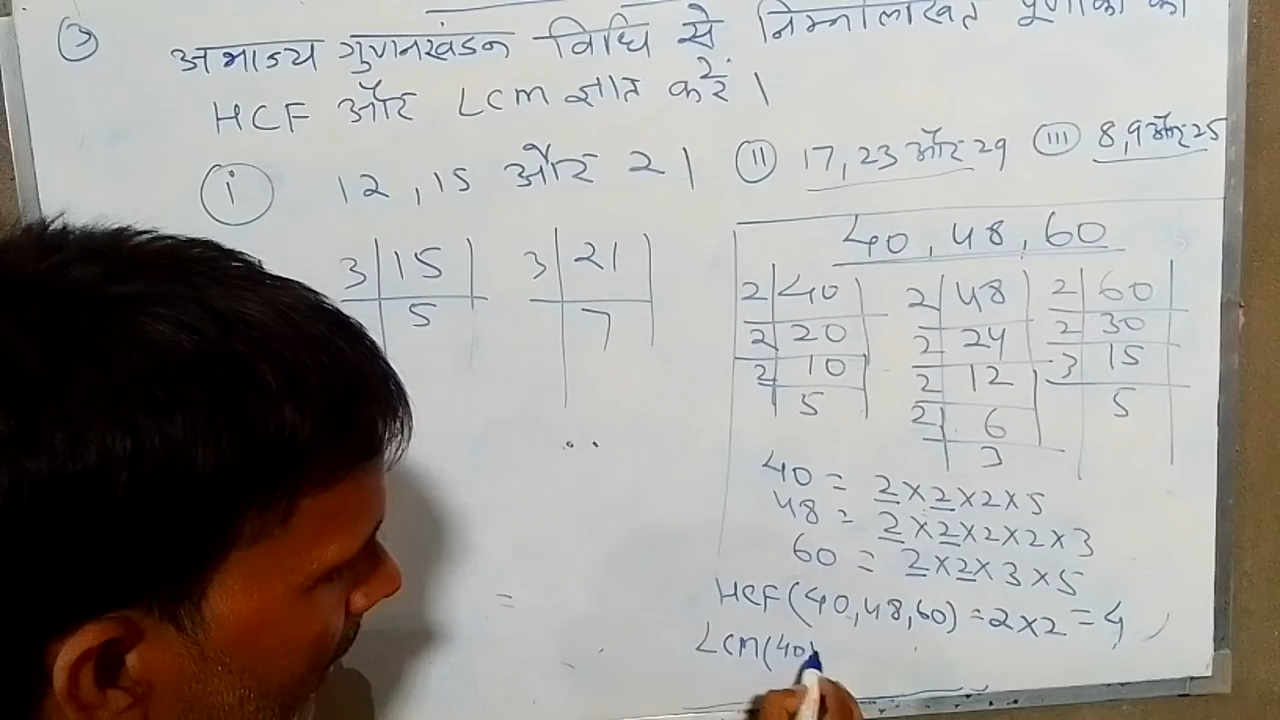 ③ अभाज्य गुणनखंडन विधि से निम्नलिखित पूर्णांकों का
HCF और LCM ज्ञात करें।
(i) 12, 15 और 21 (ii) 17, 23 और 29 (iii) 8, 9 और 25
3 | 15
5
3 | 21
7
40, 48, 60
2 | 40
2 | 20
2 | 10
5
2 | 48
2 | 24
2 | 12
2 | 6
3
2 | 60
2 | 30
3 | 15
5
40 = 2×2×2×5
48 = 2×2×2×2×3
60 = 2×2×3×5
HCF(40,48,60) = 2×2 = 4
LCM(40,
=